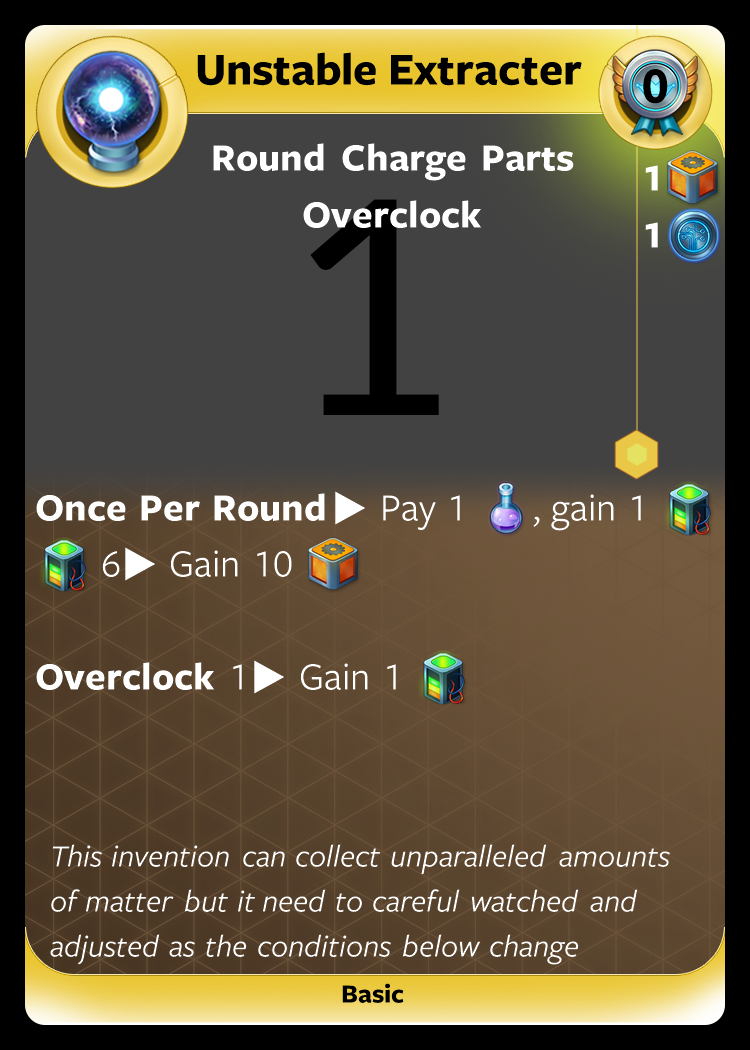 Unstable Extracter
0
Round Charge Parts
Overclock
1
1
1
Once Per Round▶ Pay 1 , gain 1
6▶ Gain 10
Overclock 1▶ Gain 1
This invention can collect unparalleled amounts
of matter but it need to careful watched and
adjusted as the conditions below change
Basic